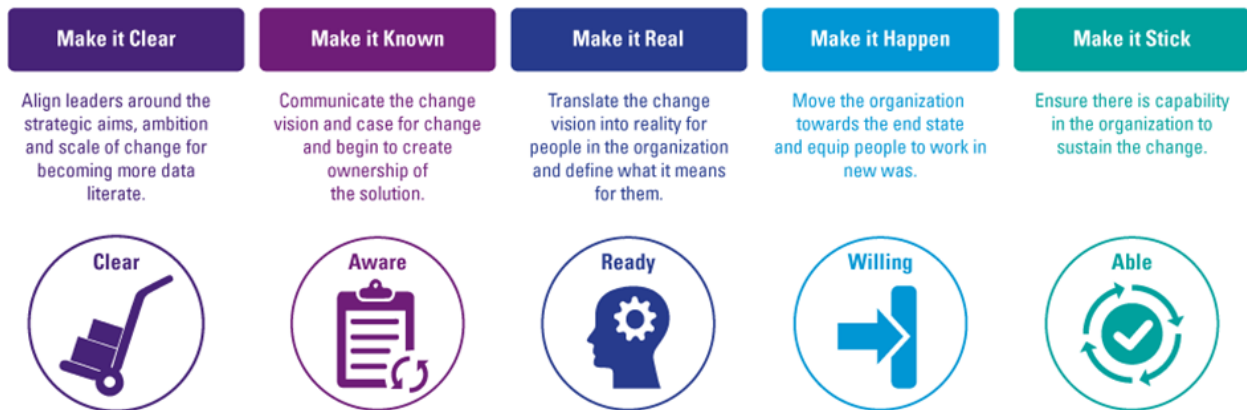 Make it Clear
Align leaders around the
strategic aims, ambition
and scale of change for
becoming more data
literate.
Clear
Make it Known
Communicate the change
vision and case for change
and begin to create
ownership of
the solution.
Aware
Make it Real
Translate the change
vision into reality for
people in the organization
and define what it means
for them.
Ready
Make it Happen
Move the organization
towards the end state
and equip people to work in
new was.
Willing
Make it Stick
Ensure there is capability
in the organization to
sustain the change.
Able